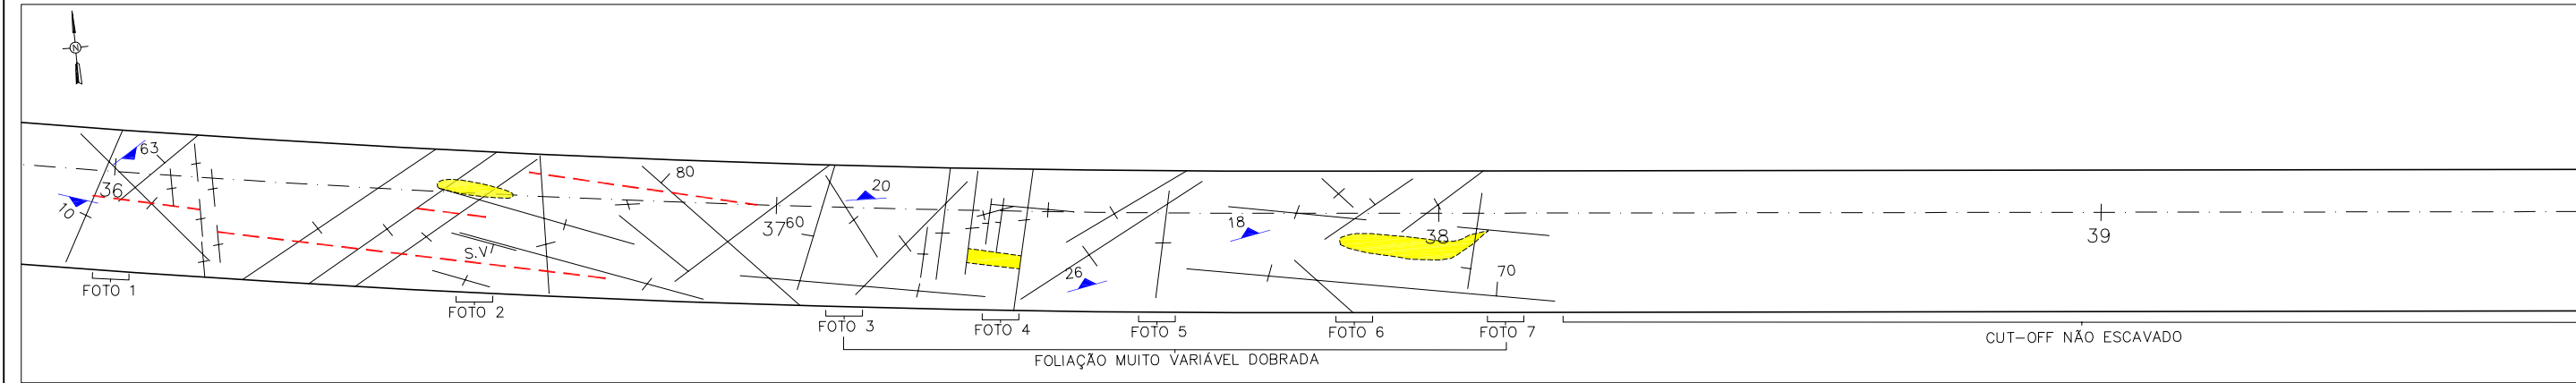 N
63
36
10
80
S.V
37
60
20
18
26
38
70
39
FOTO 1
FOTO 2
FOTO 3
FOTO 4
FOTO 5
FOTO 6
FOTO 7
FOLIAÇÃO MUITO VARIÁVEL DOBRADA
CUT-OFF NÃO ESCAVADO